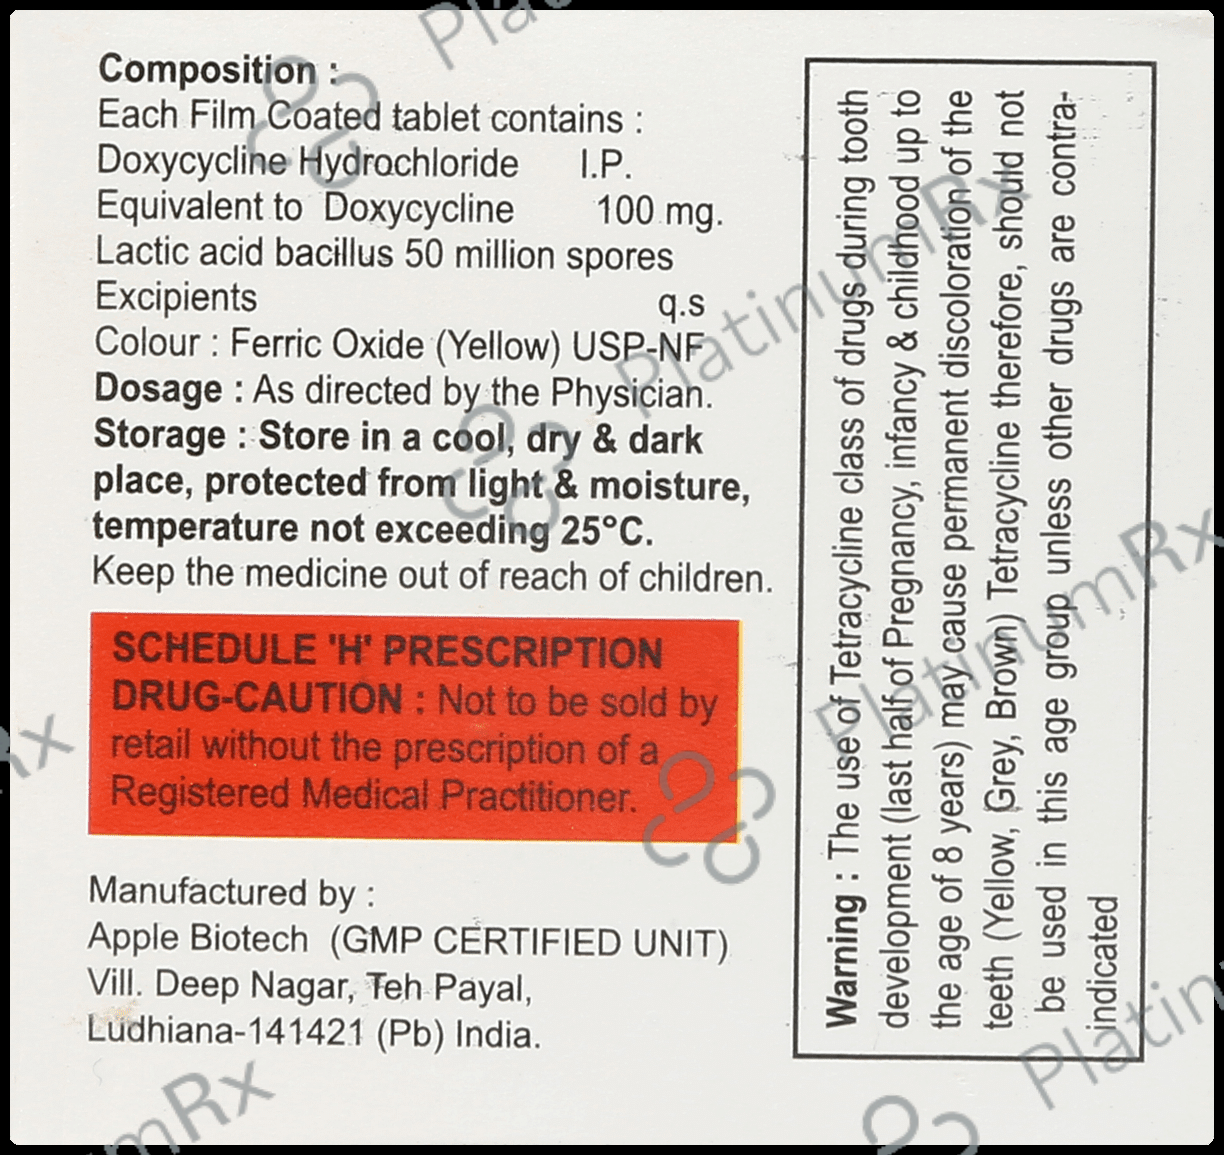 Composition :
Each Film Coated tablet contains :
Doxycycline Hydrochloride I.P.
Equivalent to Doxycycline 100 mg.
Lactic acid bacillus 50 million spores
Excipients q.s
Colour : Ferric Oxide (Yellow) USP-NF
Dosage : As directed by the Physician.
Storage : Store in a cool, dry & dark
place, protected from light & moisture,
temperature not exceeding 25°C.
Keep the medicine out of reach of children.
SCHEDULE 'H' PRESCRIPTION
DRUG-CAUTION : Not to be sold by
retail without the prescription of a
Registered Medical Practitioner.
Manufactured by :
Apple Biotech (GMP CERTIFIED UNIT)
Vill. Deep Nagar, Teh Payal,
Ludhiana-141421 (Pb) India.
Warning : The use of Tetracycline class of drugs during tooth
development (last half of Pregnancy, infancy & childhood up to
the age of 8 years) may cause permanent discoloration of the
teeth (Yellow, Grey, Brown) Tetracycline therefore, should not
be used in this age group unless other drugs are contra-
indicated
PlatinumRx
PlatinumRx